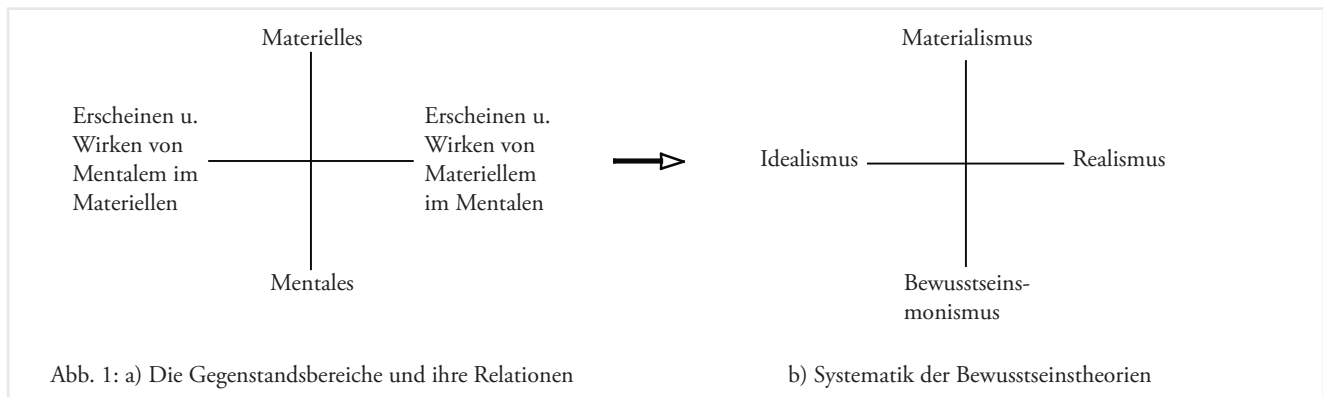 Materielles
Erscheinen u.
Wirken von
Mentalem im
Materiellen
Erscheinen u.
Wirken von
Materiellem
im Mentalen
Mentales
Abb. 1: a) Die Gegenstandsbereiche und ihre Relationen
Materialismus
Idealismus
Realismus
Bewusstseins-
monismus
b) Systematik der Bewusstseinstheorien